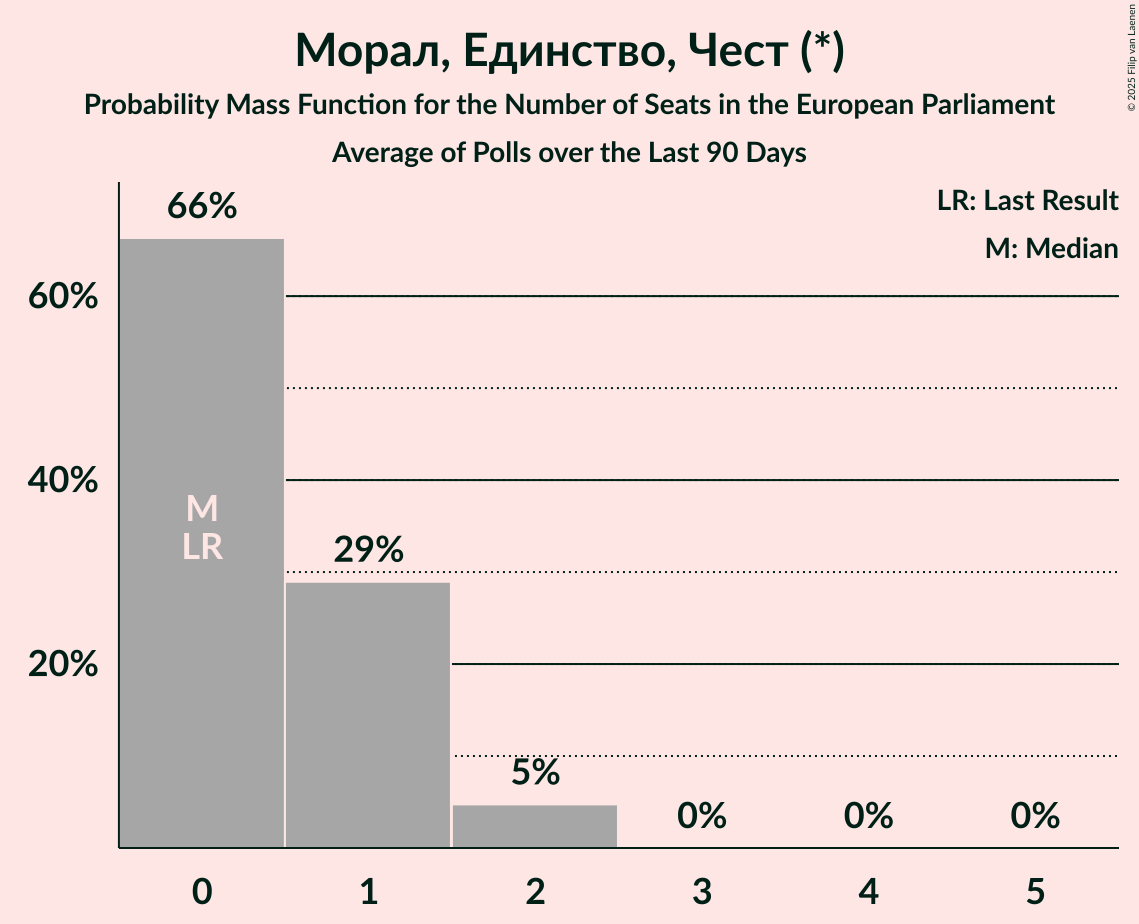 Морал, Единство, Чест (*)
Probability Mass Function for the Number of Seats in the European Parliament
Average of Polls over the Last 90 Days
© 2025 Filip van Laenen
LR: Last Result
M: Median
66%
60%
40%
20%
M
LR
29%
5%
0%
0%
0%
0
1
2
3
4
5